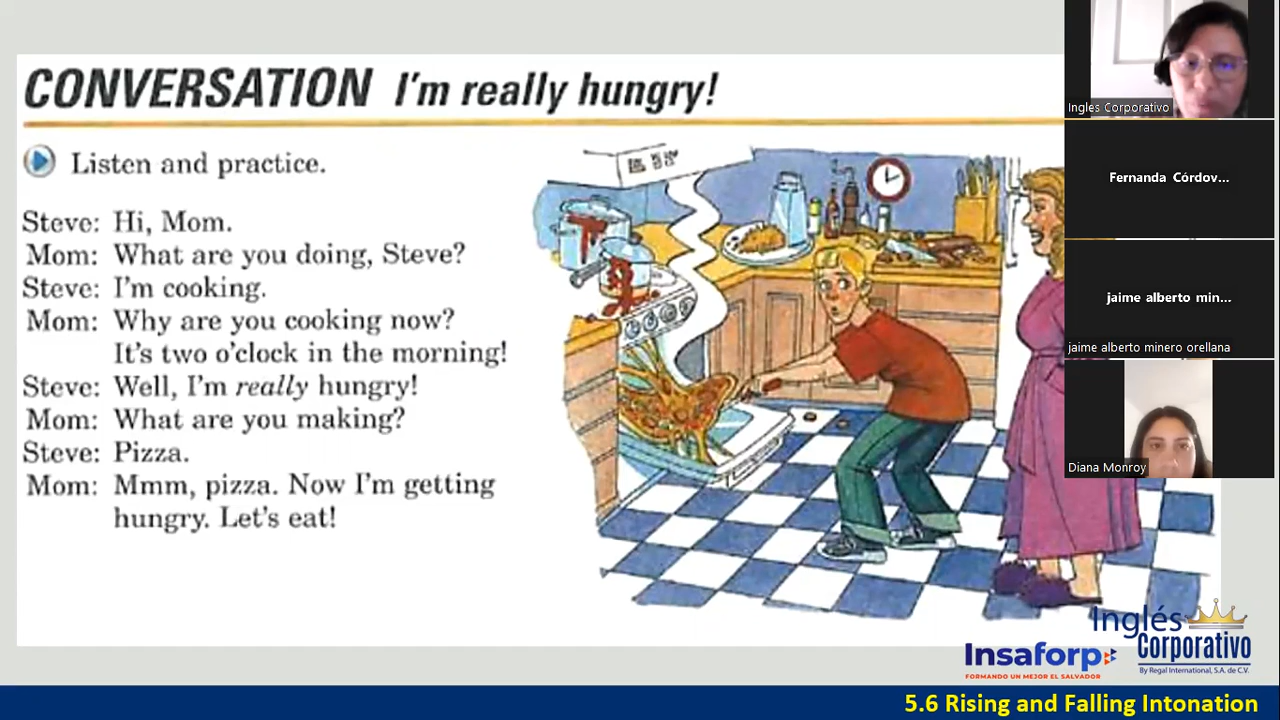 CONVERSATION I'm really hungry!
Listen and practice.
Steve: Hi, Mom.
Mom: What are you doing, Steve?
Steve: I'm cooking.
Mom: Why are you cooking now?
It's two o'clock in the morning!
Steve: Well, I'm really hungry!
Mom: What are you making?
Steve: Pizza.
Mom: Mmm, pizza. Now I'm getting
hungry. Let's eat!
Ingles Corporativo
Fernanda Córdov...
jaime alberto min...
jaime alberto minero orellana
Diana Monroy
Insaforp
FORMANDO UN MEJOR EL SALVADOR
Inglés
Corporativo
By Regal International, S.A. de C.V.
5.6 Rising and Falling Intonation